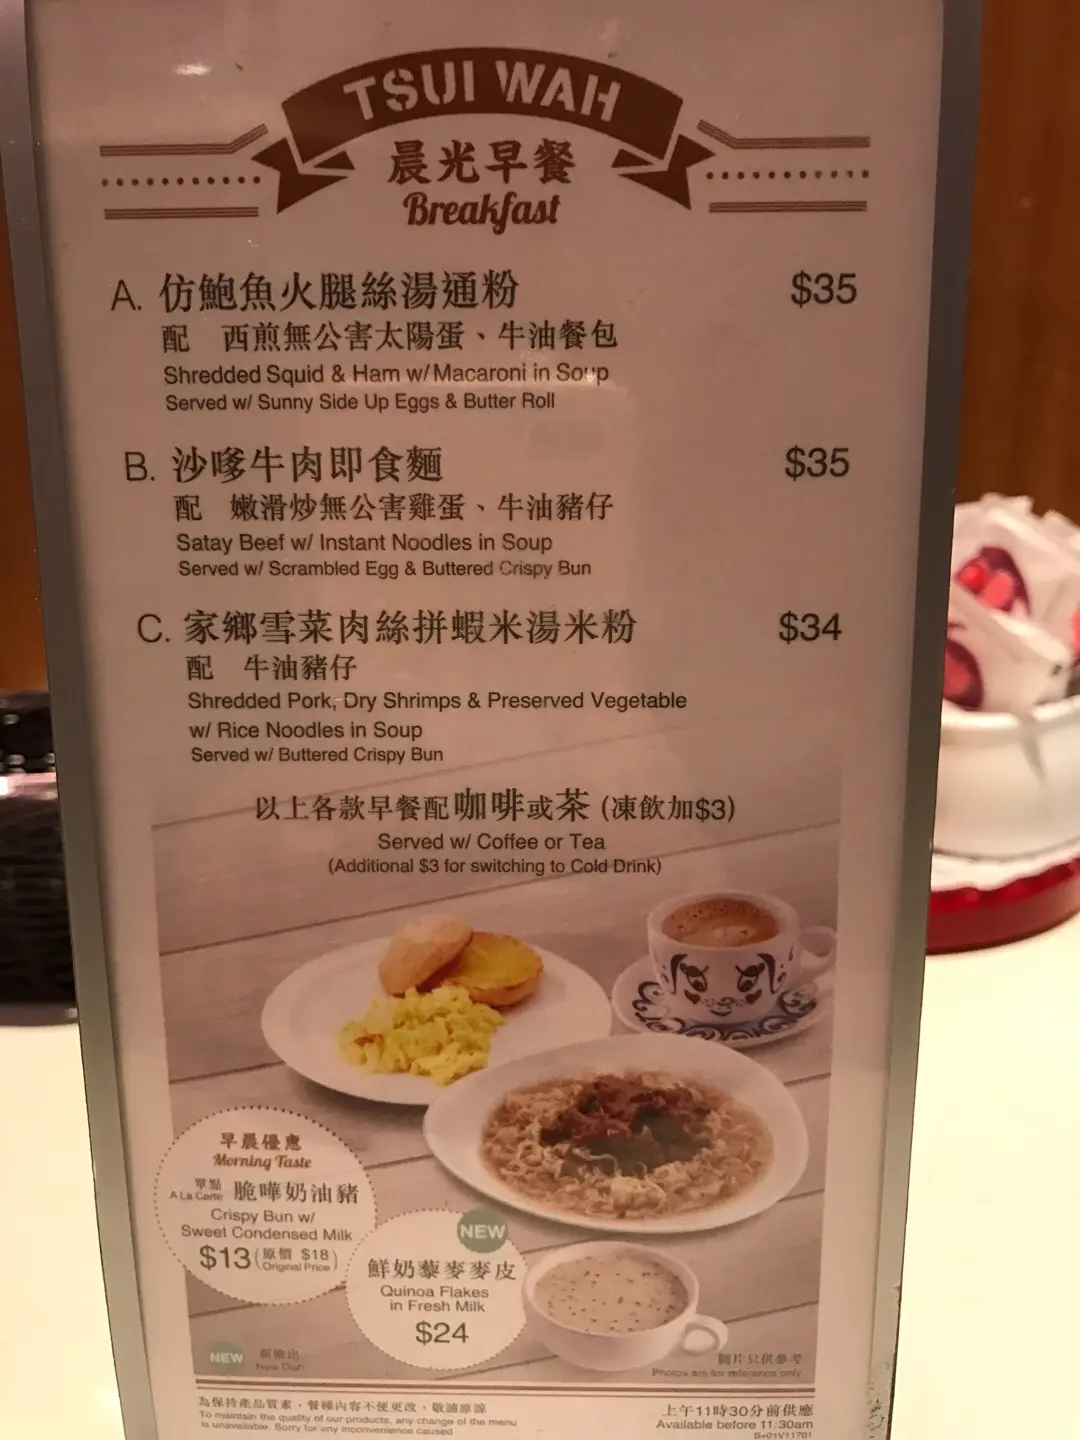 TSUI WAH
晨光早餐
Breakfast
A. 仿鮑魚火腿絲湯通粉 $35
配 西煎無公害太陽蛋、牛油餐包
Shredded Squid & Ham w/ Macaroni in Soup
Served w/ Sunny Side Up Eggs & Butter Roll
B. 沙嗲牛肉即食麵 $35
配 嫩滑炒無公害雞蛋、牛油豬仔
Satay Beef w/ Instant Noodles in Soup
Served w/ Scrambled Egg & Buttered Crispy Bun
C. 家鄉雪菜肉絲拼蝦米湯米粉 $34
配 牛油豬仔
Shredded Pork, Dry Shrimps & Preserved Vegetable
w/ Rice Noodles in Soup
Served w/ Buttered Crispy Bun
以上各款早餐配咖啡或茶 (凍飲加$3)
Served w/ Coffee or Tea
(Additional $3 for switching to Cold Drink)
早晨優惠
Morning Taste
單點
A La Carte 脆嘩奶油豬
Crispy Bun w/
Sweet Condensed Milk
$13 (原價 $18)
Original Price
NEW
鮮奶藜麥麥皮
Quinoa Flakes
in Fresh Milk
$24
NEW 新推出
New Dish
圖片只供參考
Photos are for reference only
為保持產品質素，餐檯內容不便更改，敬請原諒
To maintain the quality of our products, any change of the menu
is unavailable. Sorry for any inconvenience caused
上午11時30分前供應
Available before 11:30am